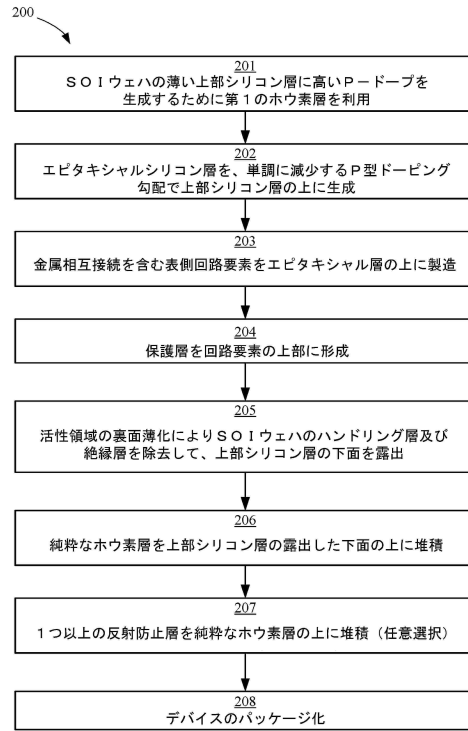 200
201
SOIウェハの薄い上部シリコン層に高いP-ドープを
生成するために第1のホウ素層を利用
202
エピタキシャルシリコン層を、単調に減少するP型ドーピング
勾配で上部シリコン層の上に生成
203
金属相互接続を含む表側回路要素をエピタキシャル層の上に製造
204
保護層を回路要素の上部に形成
205
活性領域の裏面薄化によりSOIウェハのハンドリング層及び
絶縁層を除去して、上部シリコン層の下面を露出
206
純粋なホウ素層を上部シリコン層の露出した下面の上に堆積
207
1つ以上の反射防止層を純粋なホウ素層の上に堆積(任意選択)
208
デバイスのパッケージ化